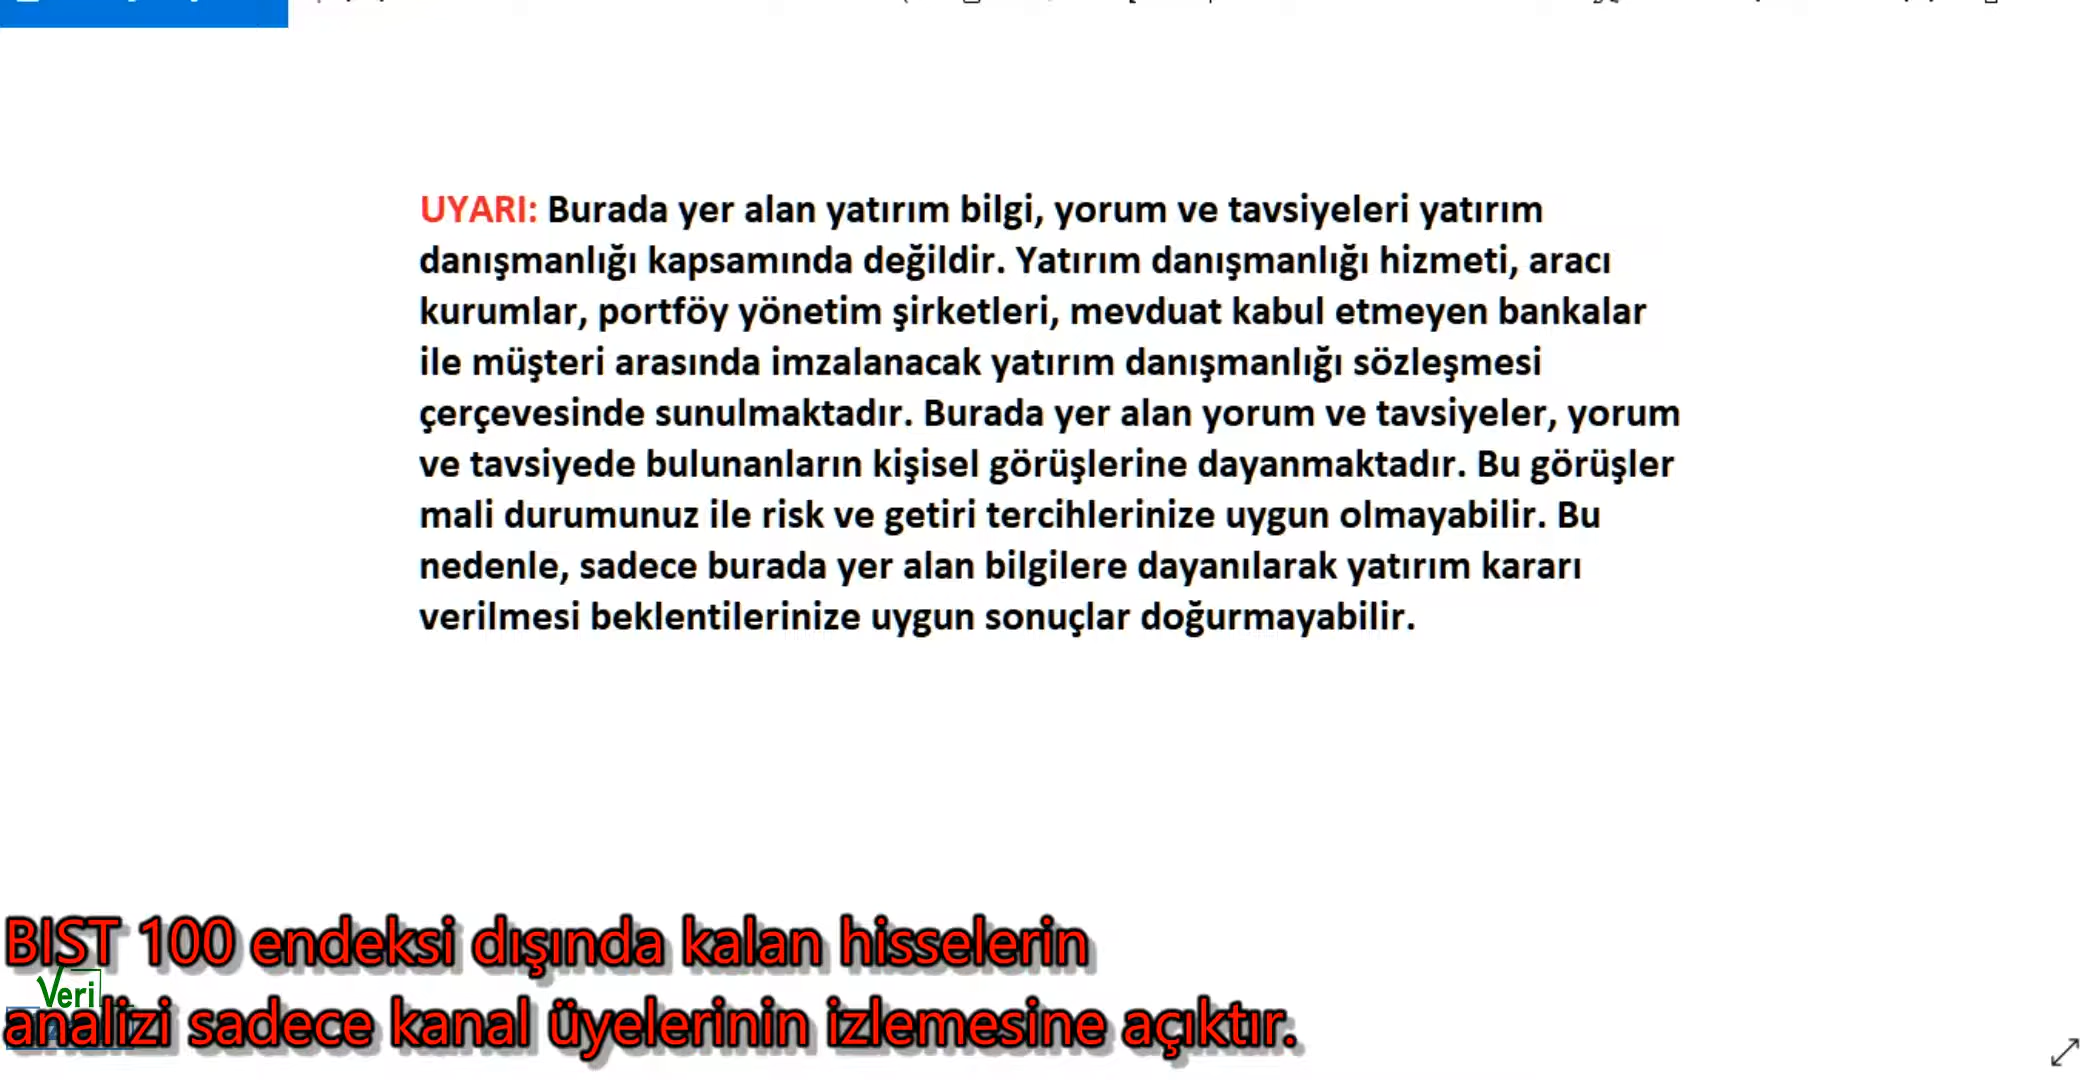 UYARI: Burada yer alan yatırım bilgi, yorum ve tavsiyeleri yatırım
danışmanlığı kapsamında değildir. Yatırım danışmanlığı hizmeti, aracı
kurumlar, portföy yönetim şirketleri, mevduat kabul etmeyen bankalar
ile müşteri arasında imzalanacak yatırım danışmanlığı sözleşmesi
çerçevesinde sunulmaktadır. Burada yer alan yorum ve tavsiyeler, yorum
ve tavsiyede bulunanların kişisel görüşlerine dayanmaktadır. Bu görüşler
mali durumunuz ile risk ve getiri tercihlerinize uygun olmayabilir. Bu
nedenle, sadece burada yer alan bilgilere dayanılarak yatırım kararı
verilmesi beklentilerinize uygun sonuçlar doğurmayabilir.
BIST 100 endeksi dışında kalan hisselerin
Veri
analizi sadece kanal üyelerinin izlemesine açıktır.